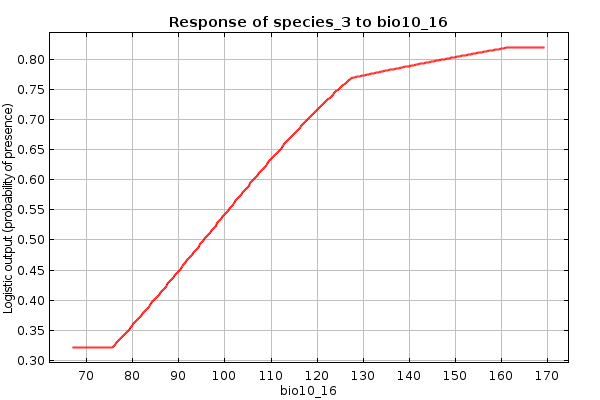 Response of species_3 to bio10_16
Logistic output (probability of presence)
0.80
0.75
0.70
0.65
0.60
0.55
0.50
0.45
0.40
0.35
0.30
70 80 90 100 110 120 130 140 150 160 170
bio10_16